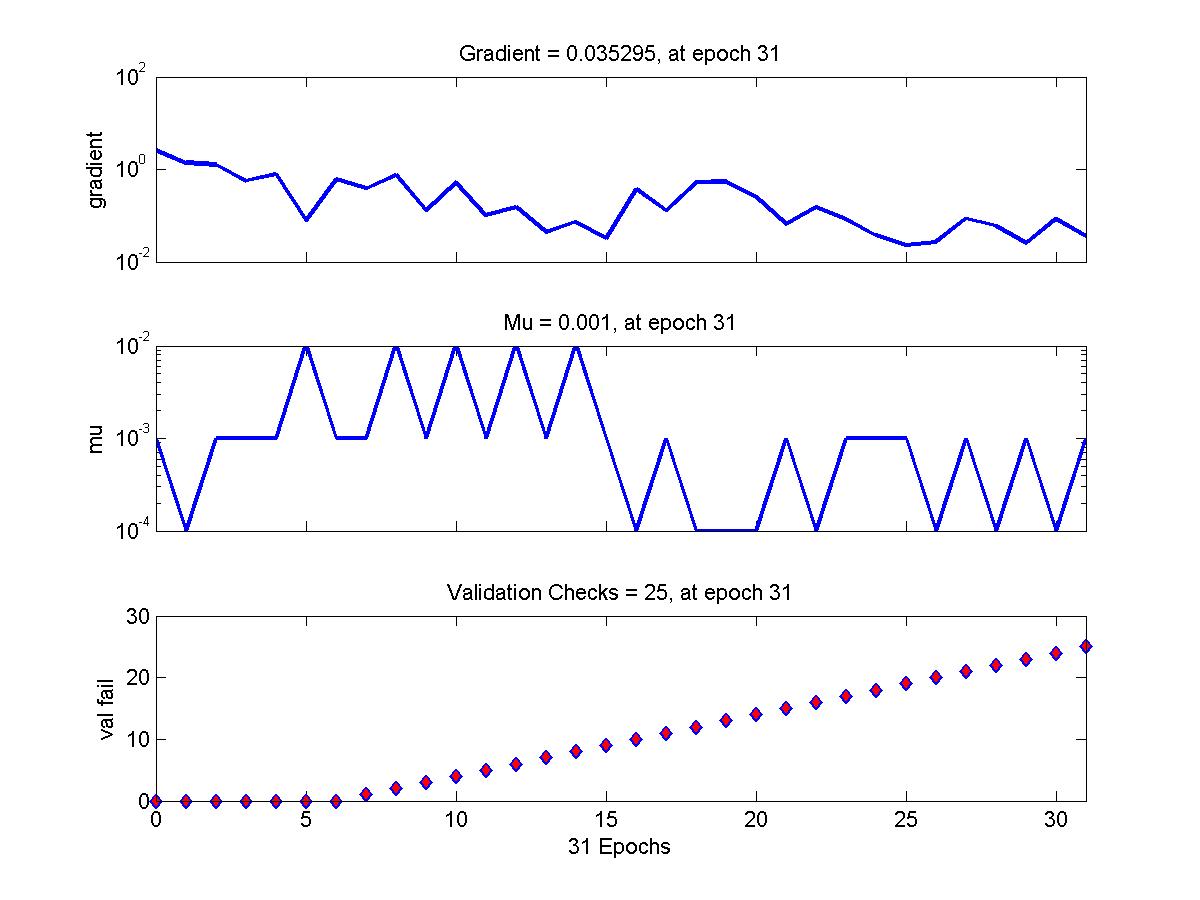 Gradient = 0.035295, at epoch 31
10^2
10^0
10^-2
gradient
Mu = 0.001, at epoch 31
10^-2
10^-3
10^-4
mu
Validation Checks = 25, at epoch 31
30
20
10
0
val fail
0 5 10 15 20 25 30
31 Epochs